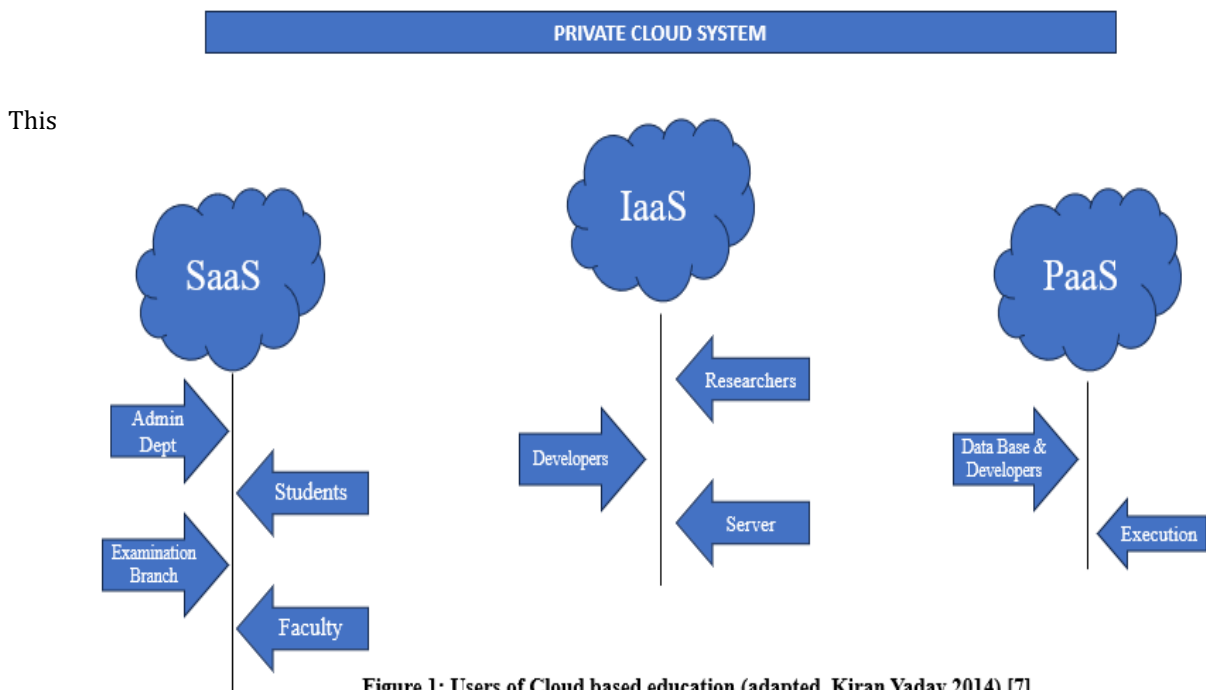 PRIVATE CLOUD SYSTEM
This
IaaS
SaaS
PaaS
Researchers
Admin
Dept
Developers
Data Base &
Developers
Students
Server
Execution
Examination
Branch
Faculty
Figure 1: Users of Cloud based education (adapted, Kiran Yadav 2014) [7]